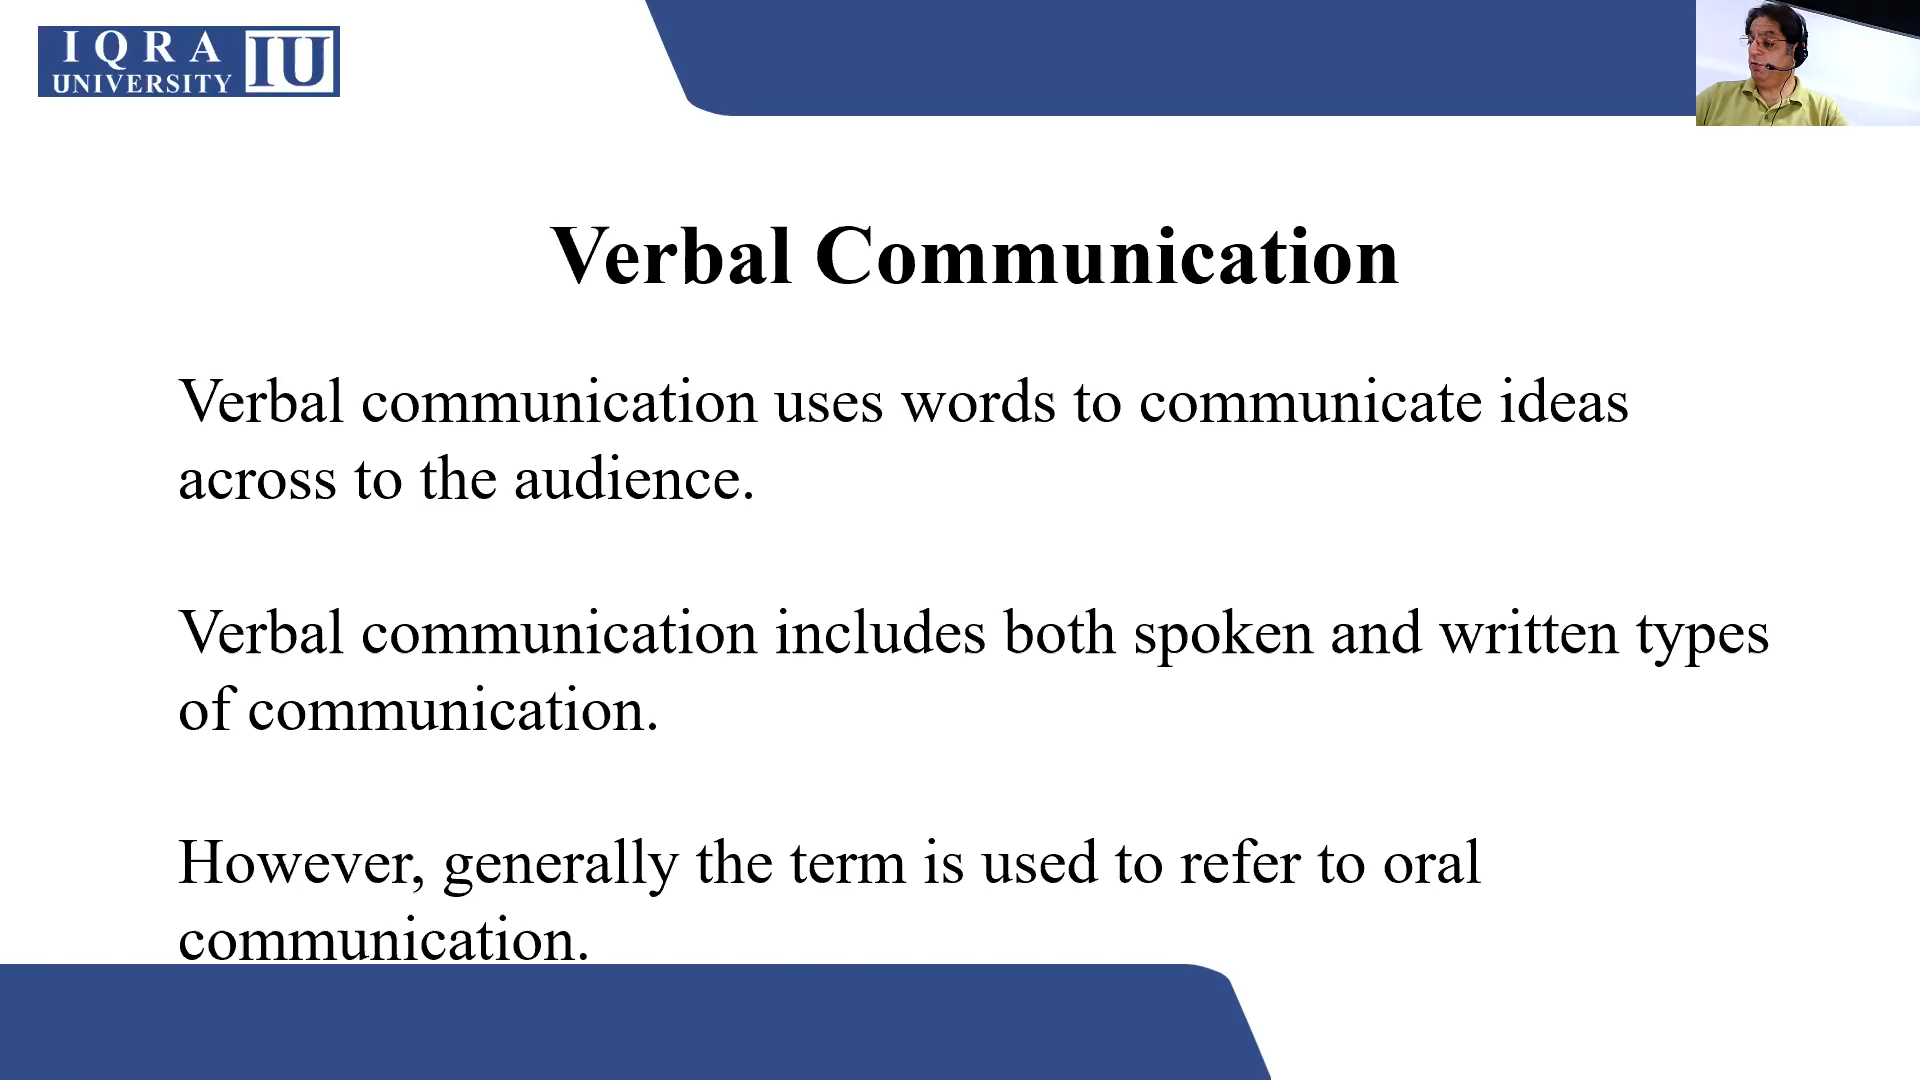 IQRA
UNIVERSITY
IU
Verbal Communication
Verbal communication uses words to communicate ideas
across to the audience.
Verbal communication includes both spoken and written types
of communication.
However, generally the term is used to refer to oral
communication.